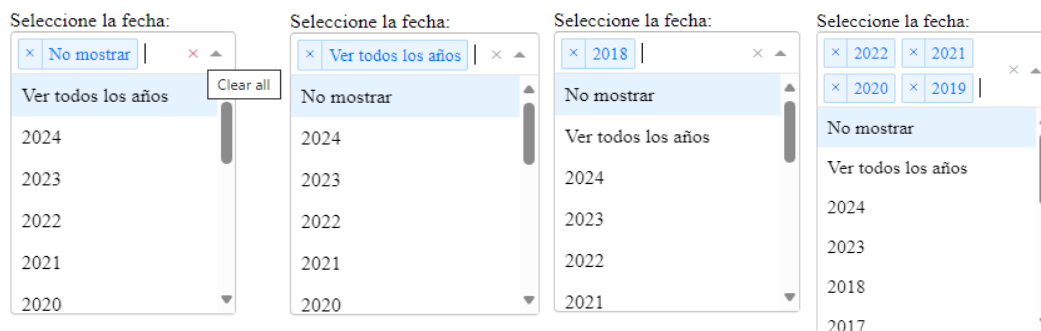 Seleccione la fecha:
× No mostrar ×
Clear all
Ver todos los años
2024
2023
2022
2021
2020
Seleccione la fecha:
× Ver todos los años ×
No mostrar
2024
2023
2022
2021
2020
Seleccione la fecha:
× 2018 ×
No mostrar
Ver todos los años
2024
2023
2022
2021
Seleccione la fecha:
× 2022 × 2021
× 2020 × 2019 ×
No mostrar
Ver todos los años
2024
2023
2018
2017